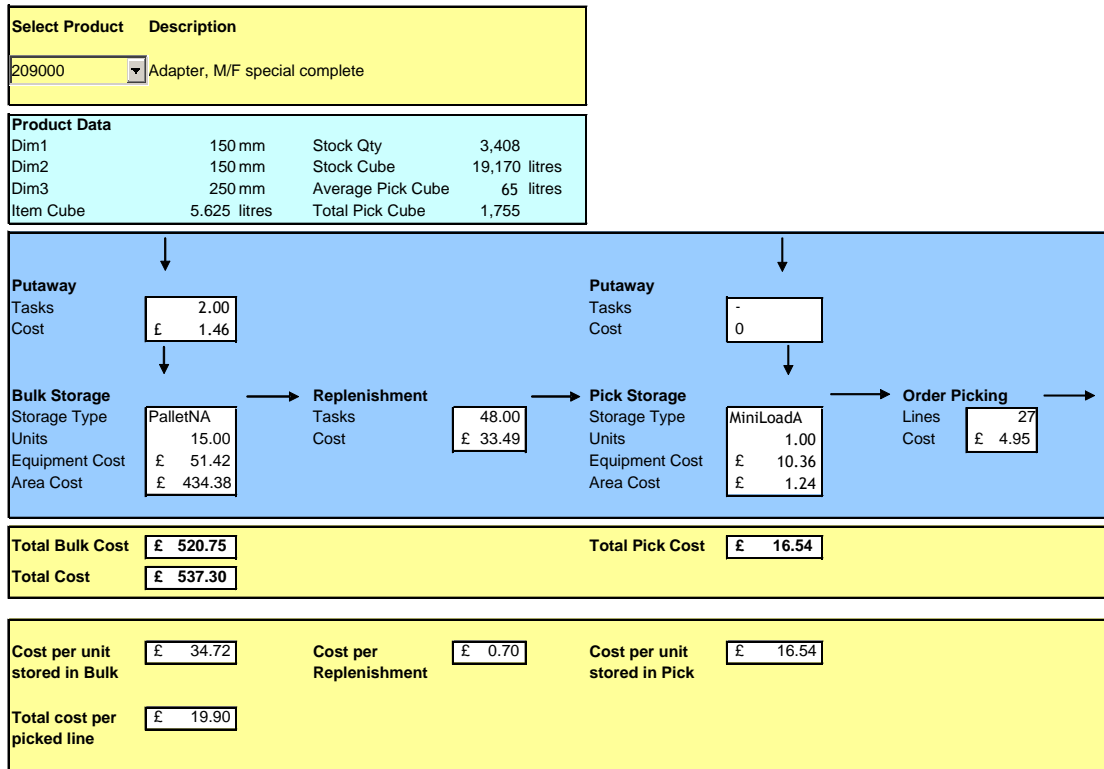 Select Product Description
209000 Adapter, M/F special complete
Product Data
Dim1 150 mm Stock Qty 3,408
Dim2 150 mm Stock Cube 19,170 litres
Dim3 250 mm Average Pick Cube 65 litres
Item Cube 5.625 litres Total Pick Cube 1,755
Putaway Putaway
Tasks 2.00 Tasks -
Cost £ 1.46 Cost 0
Bulk Storage Replenishment Pick Storage Order Picking
Storage Type PalletNA Tasks 48.00 Storage Type MiniLoadA Lines 27
Units 15.00 Cost £ 33.49 Units 1.00 Cost £ 4.95
Equipment Cost £ 51.42 Equipment Cost £ 10.36
Area Cost £ 434.38 Area Cost £ 1.24
Total Bulk Cost £ 520.75 Total Pick Cost £ 16.54
Total Cost £ 537.30
Cost per unit £ 34.72 Cost per £ 0.70 Cost per unit £ 16.54
stored in Bulk Replenishment stored in Pick
Total cost per £ 19.90
picked line